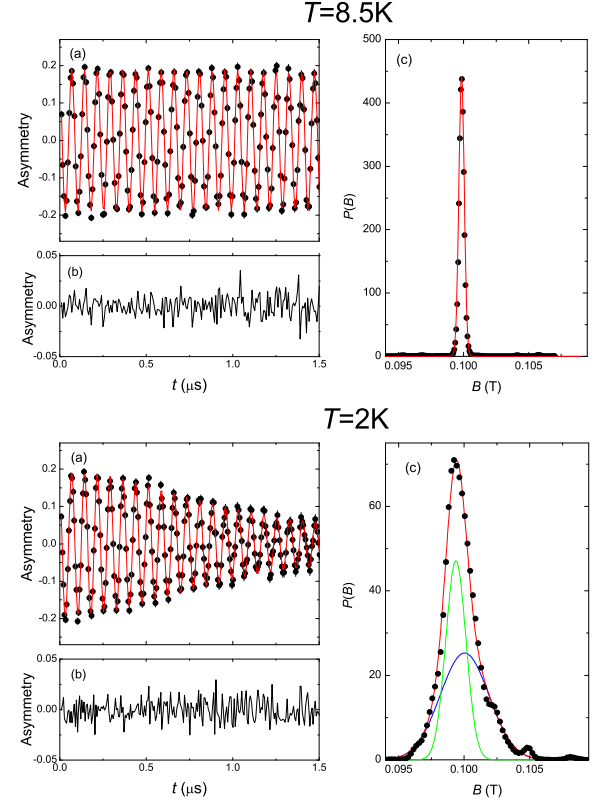 T=8.5K
(a)
Asymmetry
0.2
0.1
0.0
-0.1
-0.2
(b)
Asymmetry
0.05
0.00
-0.05
0.0 0.5 1.0 1.5
t (μs)
(c)
P(B)
500
400
300
200
100
0
0.095 0.100 0.105
B (T)
T=2K
(a)
Asymmetry
0.2
0.1
0.0
-0.1
-0.2
(b)
Asymmetry
0.05
0.00
-0.05
0.0 0.5 1.0 1.5
t (μs)
(c)
P(B)
60
40
20
0
0.095 0.100 0.105
B (T)